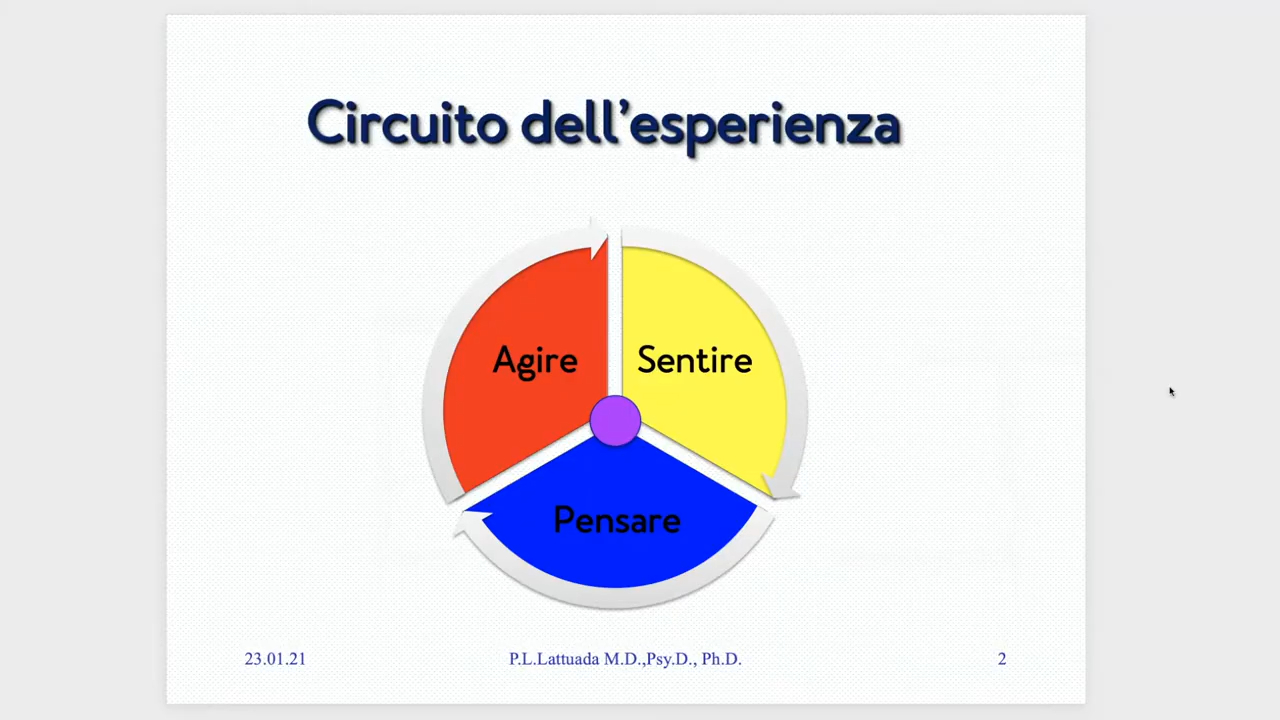 Circuito dell’esperienza
Agire
Sentire
Pensare
23.01.21
P.L.Lattuada M.D.,Psy.D., Ph.D.
2